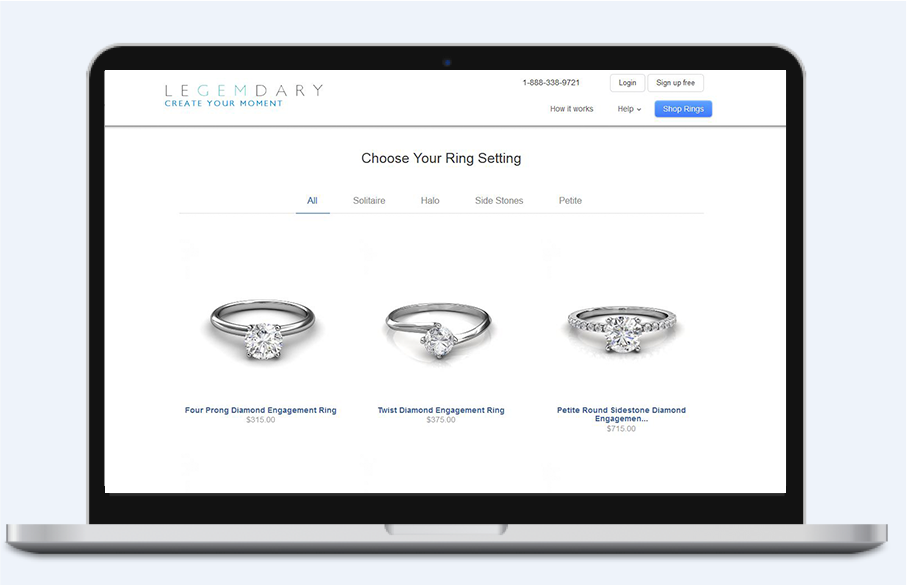 LEGEMDARY
CREATE YOUR MOMENT
1-888-338-9721
Login
Sign up free
How it works
Help
Shop Rings
Choose Your Ring Setting
All
Solitaire
Halo
Side Stones
Petite
Four Prong Diamond Engagement Ring
$315.00
Twist Diamond Engagement Ring
$375.00
Petite Round Sidestone Diamond
Engagemen...
$715.00